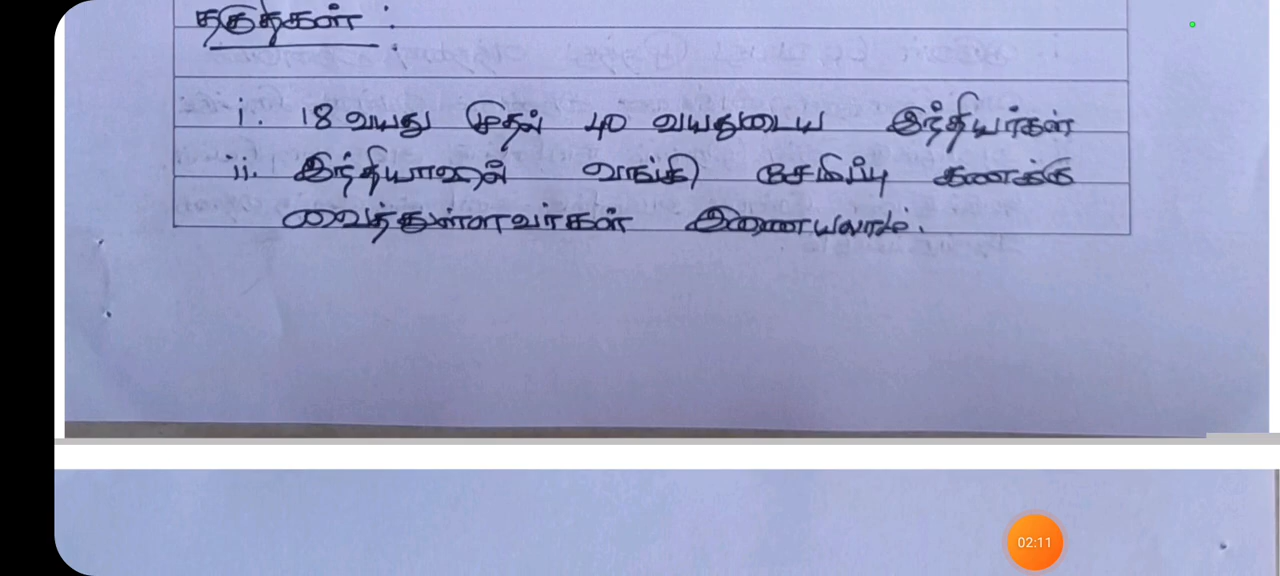 தகுதிகள் :
i. 18 வயது முதல் 40 வயதுடைய இந்தியர்கள்
ii. இந்தியாவில் வங்கி சேமிப்பு கணக்கு
வைத்துள்ளவர்கள் இணையலாம்.
02:11